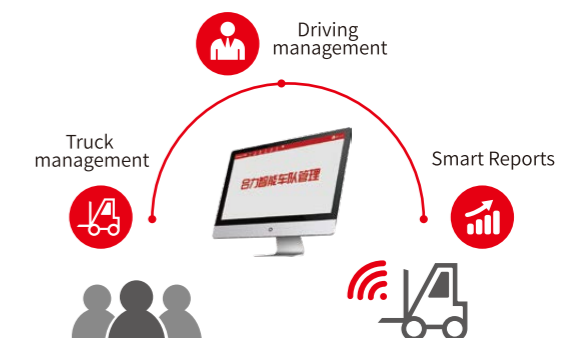 Driving
management
Truck
management
Smart Reports
合力智能车队管理